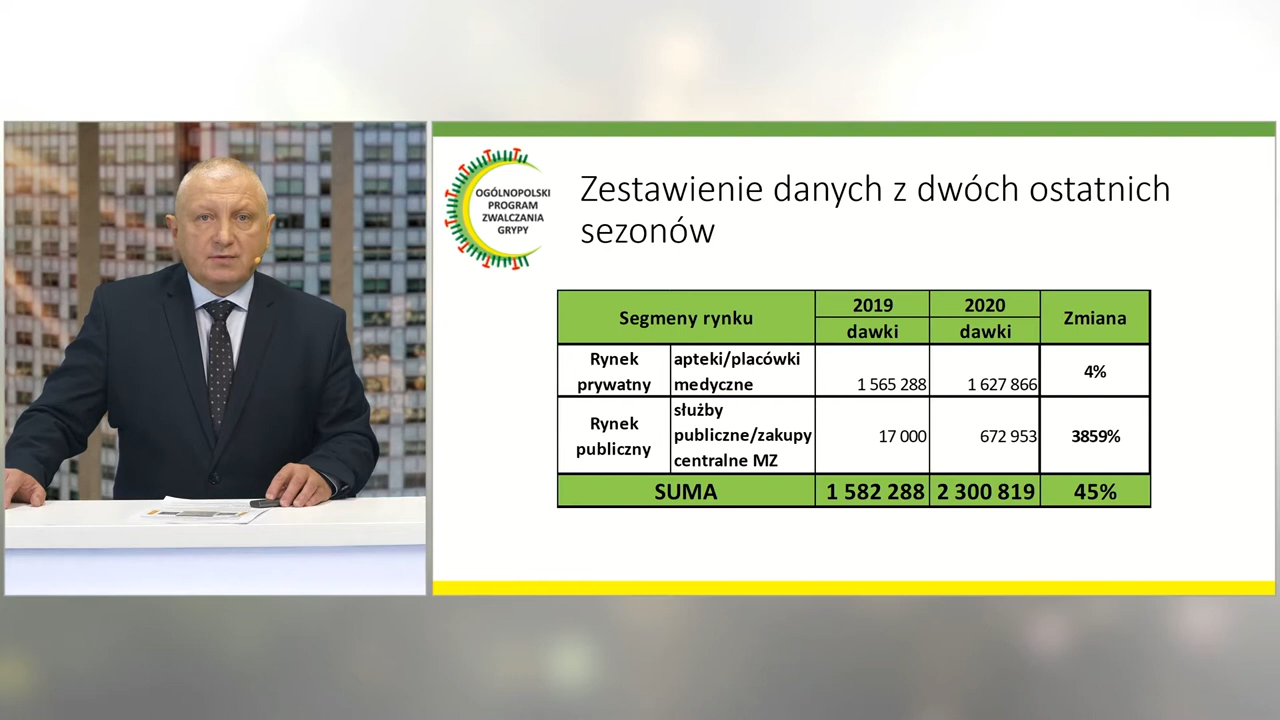 OGÓLNOPOLSKI
PROGRAM
ZWALCZANIA
GRYPY
Zestawienie danych z dwóch ostatnich
sezonów
Segmeny rynku
2019
2020
Zmiana
dawki
dawki
Rynek
prywatny
apteki/placówki
medyczne
1 565 288
1 627 866
4%
Rynek
publiczny
służby
publiczne/zakupy
centralne MZ
17 000
672 953
3859%
SUMA
1 582 288
2 300 819
45%